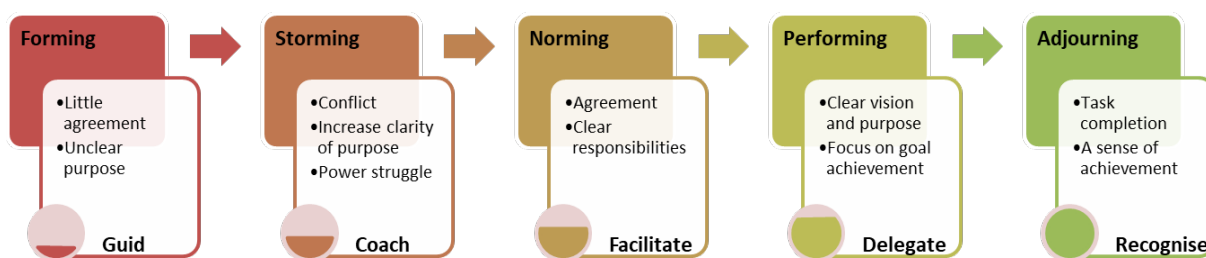 Forming
•Little
agreement
•Unclear
purpose
Guid
Storming
•Conflict
•Increase clarity
of purpose
•Power struggle
Coach
Norming
•Agreement
•Clear
responsibilities
Facilitate
Performing
•Clear vision
and purpose
•Focus on goal
achievement
Delegate
Adjourning
•Task
completion
•A sense of
achievement
Recognise